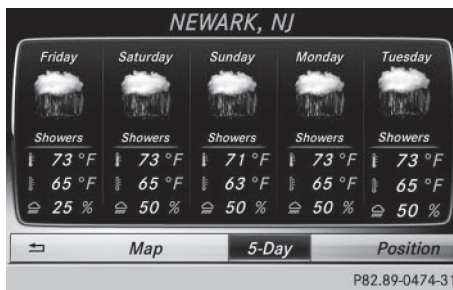 NEWARK, NJ
Friday Saturday Sunday Monday Tuesday
Showers Showers Showers Showers Showers
73 °F 73 °F 71 °F 73 °F 73 °F
65 °F 65 °F 63 °F 65 °F 65 °F
25 % 50 % 50 % 50 % 50 %
Map 5-Day Position
P82.89-0474-31